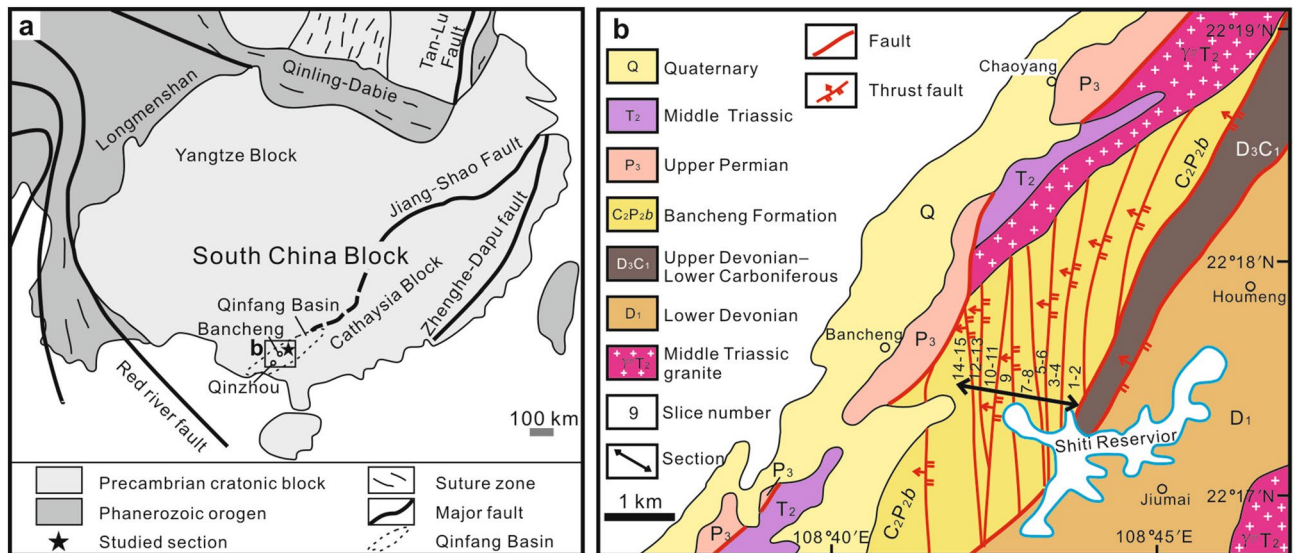 a
Longmenshan
Qinling-Dabie
Tan-Lu
Fault
Yangtze Block
Jiang-Shao Fault
South China Block
Zhenghe-Dapu fault
Cathaysia Block
Qinfang Basin
Bancheng
b
Qinzhou
Red river fault
100 km
Precambrian cratonic block
Phanerozoic orogen
Studied section
Suture zone
Major fault
Qinfang Basin
b
Q Quaternary
T2 Middle Triassic
P3 Upper Permian
C2P2b Bancheng Formation
D3C1 Upper Devonian–
Lower Carboniferous
D1 Lower Devonian
γT2 Middle Triassic
granite
9 Slice number
Section
1 km
Fault
Thrust fault
22°19′N
Chaoyang
P3
γT2
T2
Q
C2P2b
D3C1
22°18′N
Houmeng
Bancheng
P3
14-15
12-13
10-11
9
7-8
5-6
3-4
1-2
D1
Shiti Reservior
P3
T2
P3
C2P2b
Jiumai
22°17′N
γT2
108°40′E
108°45′E